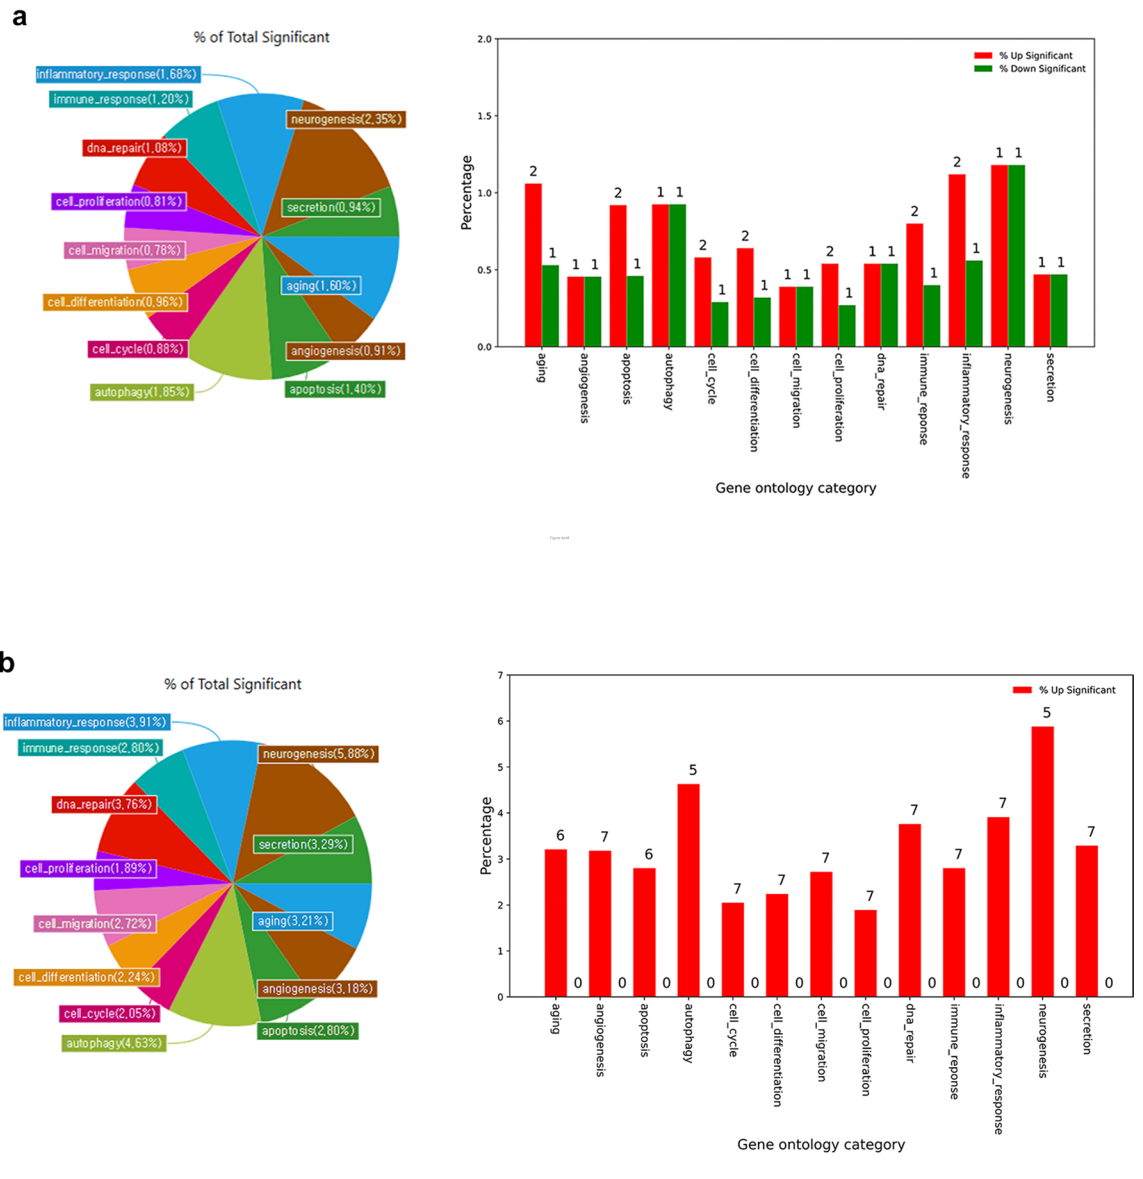 a
% of Total Significant
inflammatory_response(1,68%)
immune_response(1,20%)
dna_repair(1,08%)
cell_proliferation(0,81%)
cell_migration(0,78%)
cell_differentiation(0,96%)
cell_cycle(0,88%)
autophagy(1,85%)
neurogenesis(2,35%)
secretion(0,94%)
aging(1,60%)
angiogenesis(0,91%)
apoptosis(1,40%)
2.0
1.5
1.0
0.5
0.0
Percentage
% Up Significant
% Down Significant
2 1 1 1 2 1 1 1 2 1 2 1 1 1 2 1 1 1 2 1 2 1 1 1 1 1
aging
angiogenesis
apoptosis
autophagy
cell_cycle
cell_differentiation
cell_migration
cell_proliferation
dna_repair
immune_reponse
inflammatory_response
neurogenesis
secretion
Gene ontology category
b
% of Total Significant
inflammatory_response(3,91%)
immune_response(2,80%)
dna_repair(3,76%)
cell_proliferation(1,89%)
cell_migration(2,72%)
cell_differentiation(2,24%)
cell_cycle(2,05%)
autophagy(4,63%)
neurogenesis(5,88%)
secretion(3,29%)
aging(3,21%)
angiogenesis(3,18%)
apoptosis(2,80%)
7
6
5
4
3
2
1
0
Percentage
% Up Significant
6 0 7 0 6 0 5 0 7 0 7 0 7 0 7 0 7 0 7 0 7 0 5 0 7 0
aging
angiogenesis
apoptosis
autophagy
cell_cycle
cell_differentiation
cell_migration
cell_proliferation
dna_repair
immune_reponse
inflammatory_response
neurogenesis
secretion
Gene ontology category